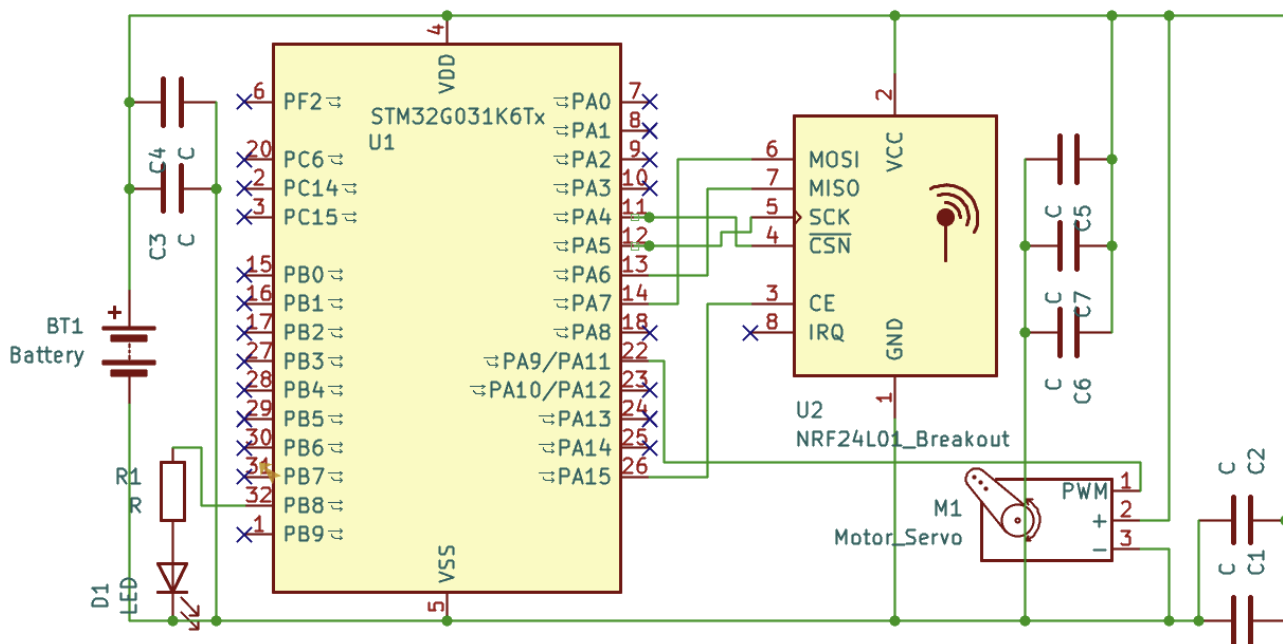 4
VDD
STM32G031K6Tx
U1
6 PF2
20 PC6
2 PC14
3 PC15
15 PB0
16 PB1
17 PB2
27 PB3
28 PB4
29 PB5
30 PB6
31 PB7
32 PB8
1 PB9
PA0 7
PA1 8
PA2 9
PA3 10
PA4 11
PA5 12
PA6 13
PA7 14
PA8 18
PA9/PA11 22
PA10/PA12 23
PA13 24
PA14 25
PA15 26
VSS
5
C4 C
C3 C
+
BT1
Battery
R1
R
D1
LED
2
VCC
6 MOSI
7 MISO
5 SCK
4 CSN
3 CE
8 IRQ
GND
1
U2
NRF24L01_Breakout
C C5
C C7
C C6
M1
Motor_Servo
PWM 1
+ 2
- 3
C C2
C C1